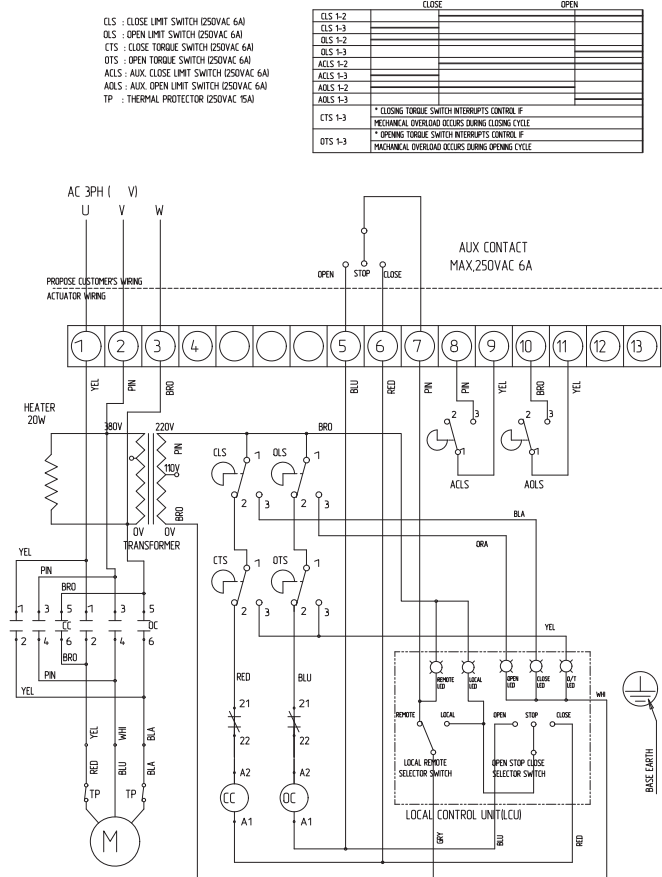 CLOSE OPEN
CLS : CLOSE LIMIT SWITCH (250VAC 6A)
OLS : OPEN LIMIT SWITCH (250VAC 6A)
CTS : CLOSE TORQUE SWITCH (250VAC 6A)
OTS : OPEN TORQUE SWITCH (250VAC 6A)
ACLS : AUX. CLOSE LIMIT SWITCH (250VAC 6A)
AOLS : AUX. OPEN LIMIT SWITCH (250VAC 6A)
TP : THERMAL PROTECTOR (250VAC 15A)
CLS 1-2
CLS 1-3
OLS 1-2
OLS 1-3
ACLS 1-2
ACLS 1-3
AOLS 1-2
AOLS 1-3
CTS 1-3
* CLOSING TORQUE SWITCH INTERRUPTS CONTROL IF
MECHANICAL OVERLOAD OCCURS DURING CLOSING CYCLE
OTS 1-3
* OPENING TORQUE SWITCH INTERRUPTS CONTROL IF
MACHANICAL OVERLOAD OCCURS DURING OPENING CYCLE
AC 3PH ( V)
U V W
AUX CONTACT
MAX,250VAC 6A
OPEN STOP CLOSE
PROPOSE CUSTOMER'S WIRING
ACTUATOR WIRING
1 2 3 4 5 6 7 8 9 10 11 12 13
YEL PIN BRO BLU RED PIN PIN YEL BRO YEL
HEATER
20W
380V 220V
PIN
110V
BRO
0V 0V
TRANSFORMER
BRO
CLS 1 2 3
OLS 1 2 3
2 3 1
ACLS
2 3 1
AOLS
BLA
ORA
CTS 1 2 3
OTS 1 2 3
YEL
YEL
PIN
BRO
1 3 5 1 3 5
CC OC
2 4 6 2 4 6
BRO
PIN
YEL
RED BLU
21 21
22 22
A2 A2
CC OC
A1 A1
YEL WHI BLA
RED BLU BLA
TP TP
M
REMOTE LED
LOCAL LED
OPEN LED
CLOSE LED
O/T LED
WHI
REMOTE LOCAL
OPEN STOP CLOSE
LOCAL REMOTE
SELECTOR SWITCH
OPEN STOP CLOSE
SELECTOR SWITCH
LOCAL CONTROL UNIT(LCU)
GRY BLU RED
BASE EARTH